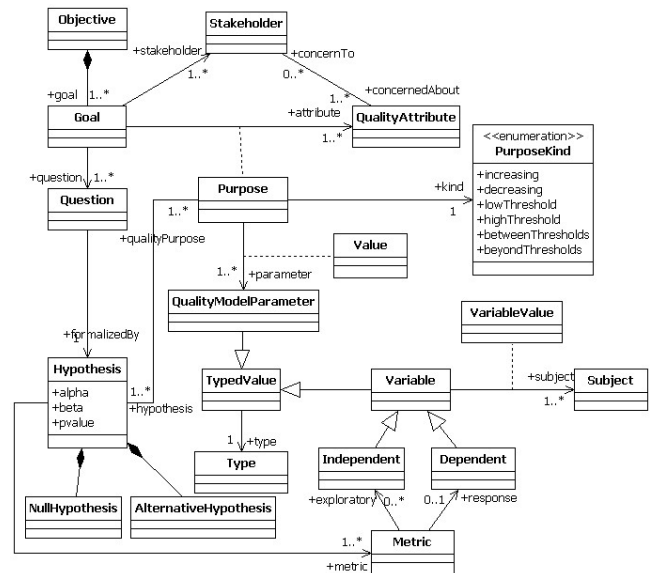 Objective
Stakeholder
+stakeholder
+concernTo
1..*
0..*
+goal
1..*
1..*
+concernedAbout
Goal
+attribute
QualityAttribute
1..*
<<enumeration>>
PurposeKind
+increasing
+decreasing
+lowThreshold
+highThreshold
+betweenThresholds
+beyondThresholds
+question
1..*
Question
Purpose
+kind
1..*
1
+qualityPurpose
Value
1..*
+parameter
QualityModelParameter
VariableValue
+formalizedBy
1
Hypothesis
+alpha
+beta
+pvalue
1..*
+hypothesis
TypedValue
Variable
+subject
1..*
Subject
1
+type
Type
Independent
Dependent
+exploratory
0..*
0..1
+response
NullHypothesis
AlternativeHypothesis
1..*
+metric
Metric